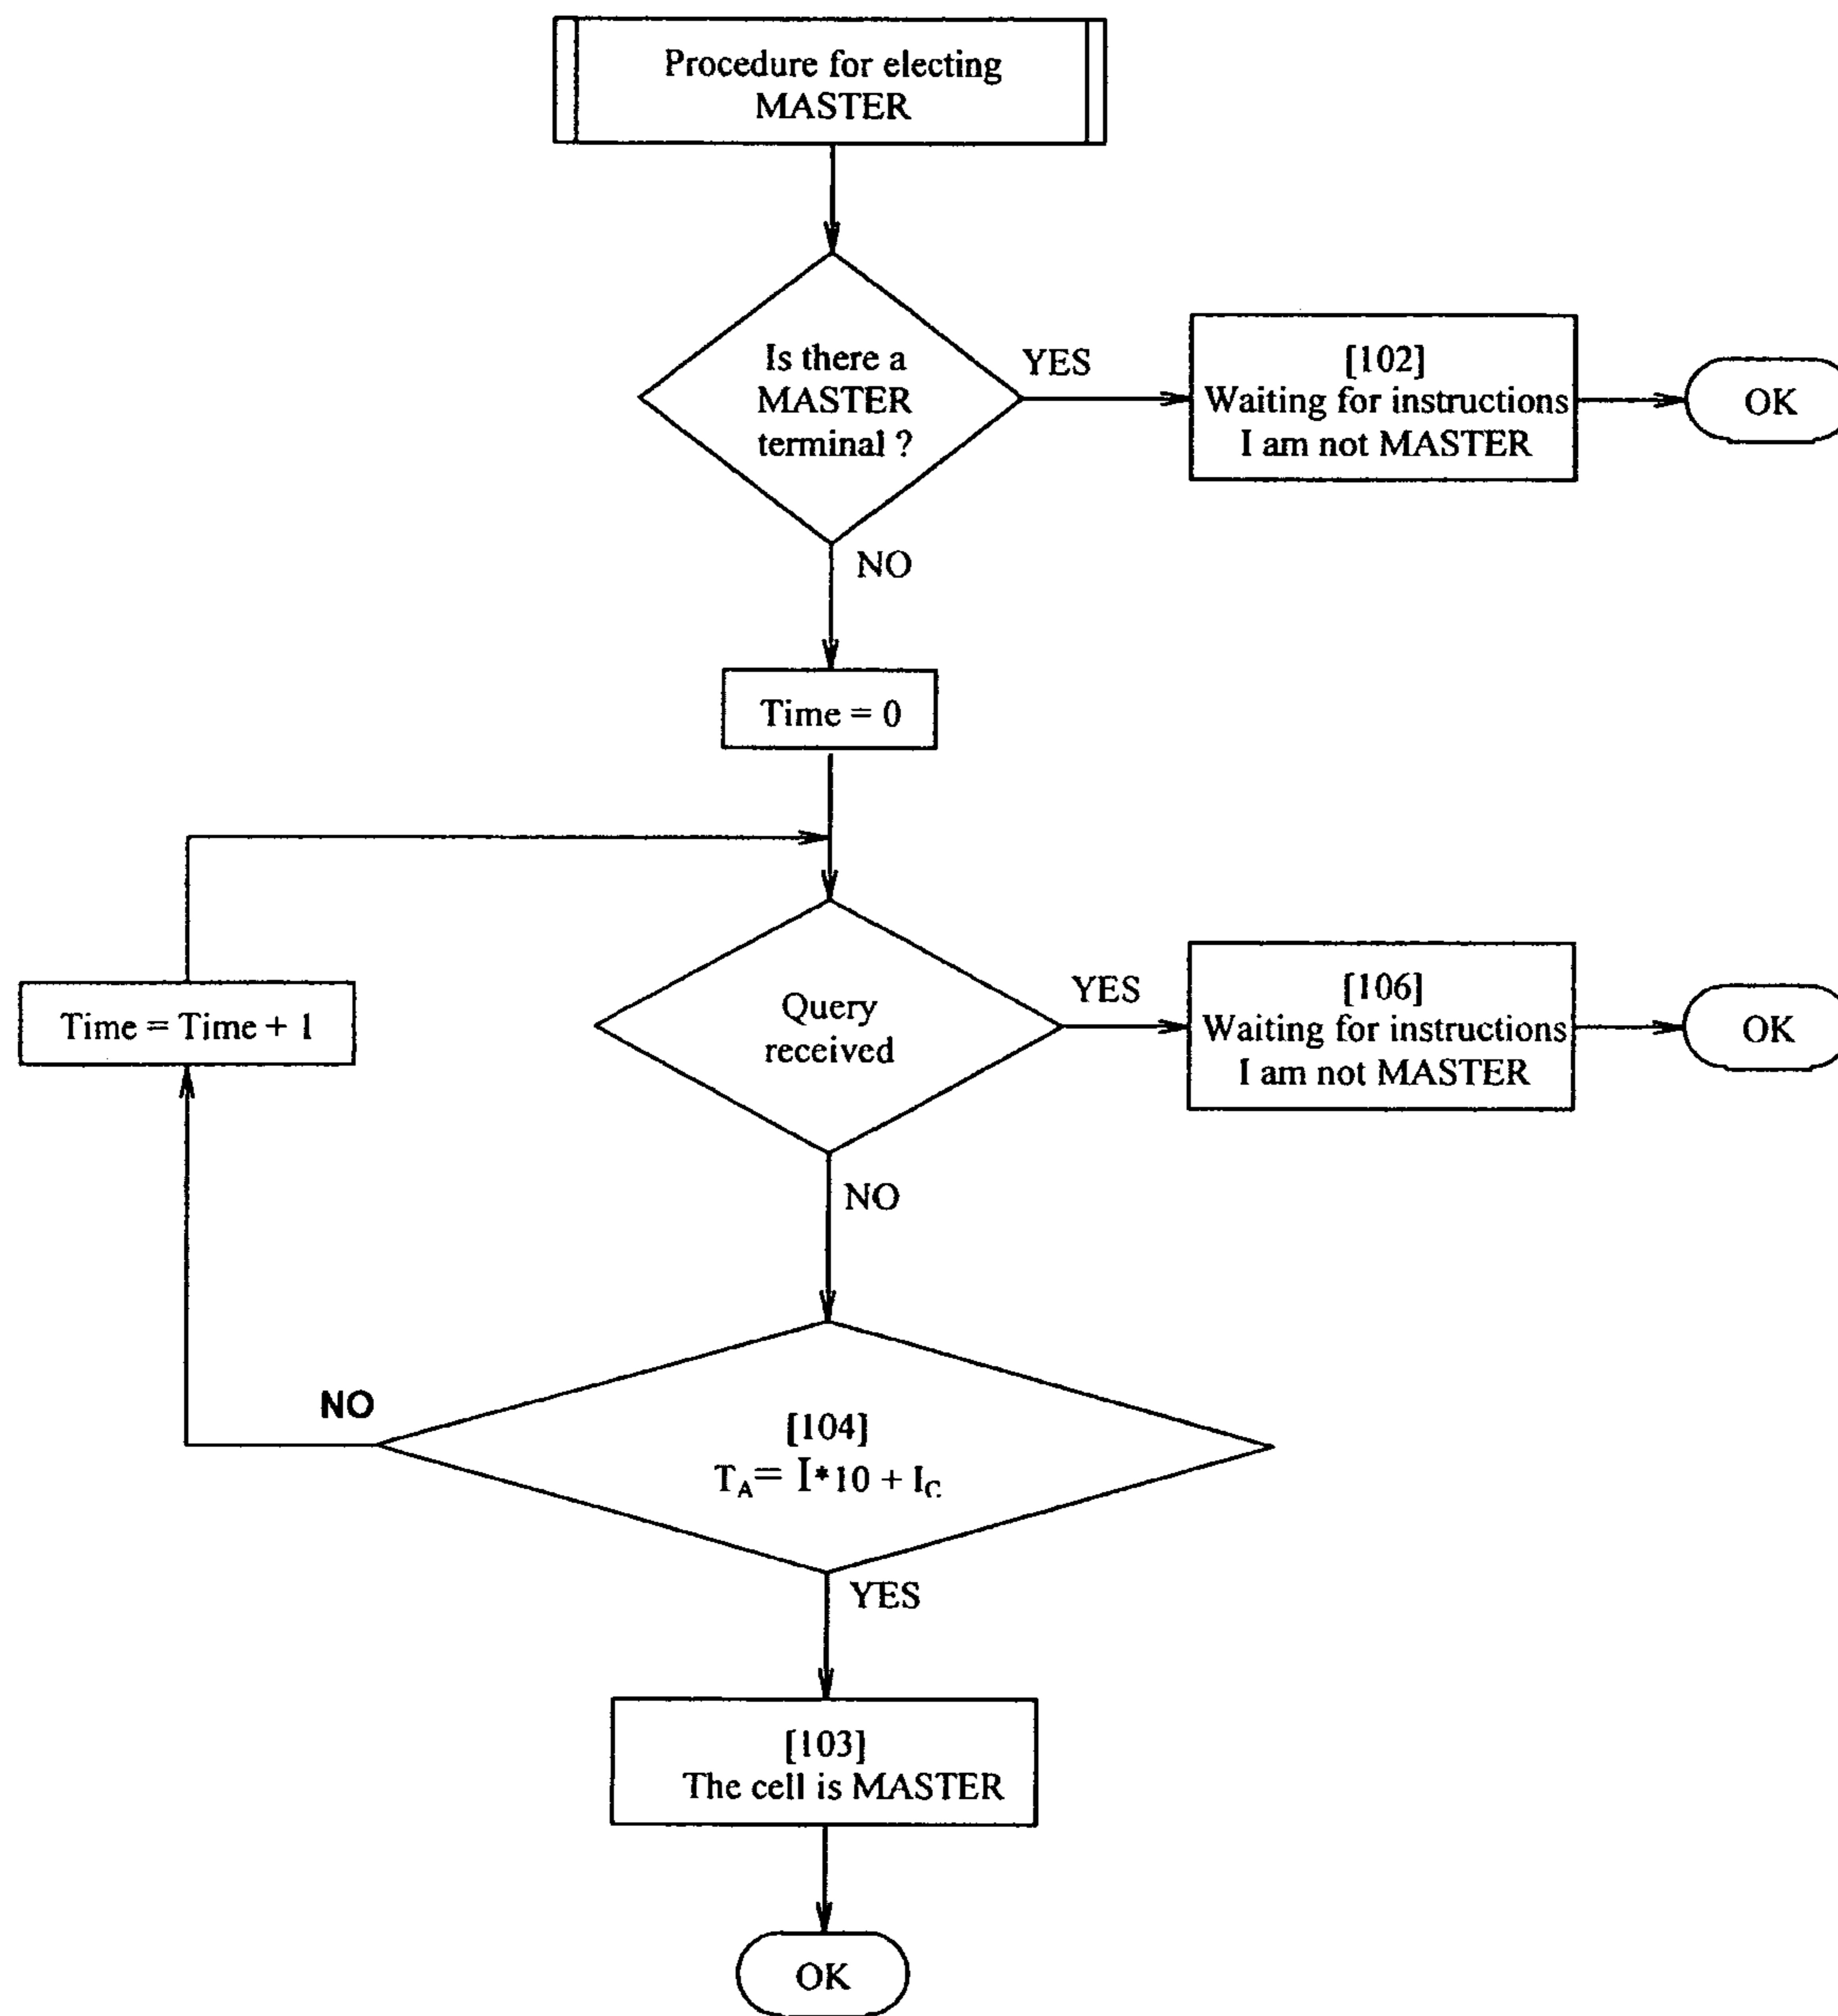 Procedure for electing
MASTER
Is there a
MASTER
terminal ?
YES
[102]
Waiting for instructions
I am not MASTER
OK
NO
Time = 0
Time = Time + 1
Query
received
YES
[106]
Waiting for instructions
I am not MASTER
OK
NO
NO
[104]
T_A= I*10 + I_C
YES
[103]
The cell is MASTER
OK